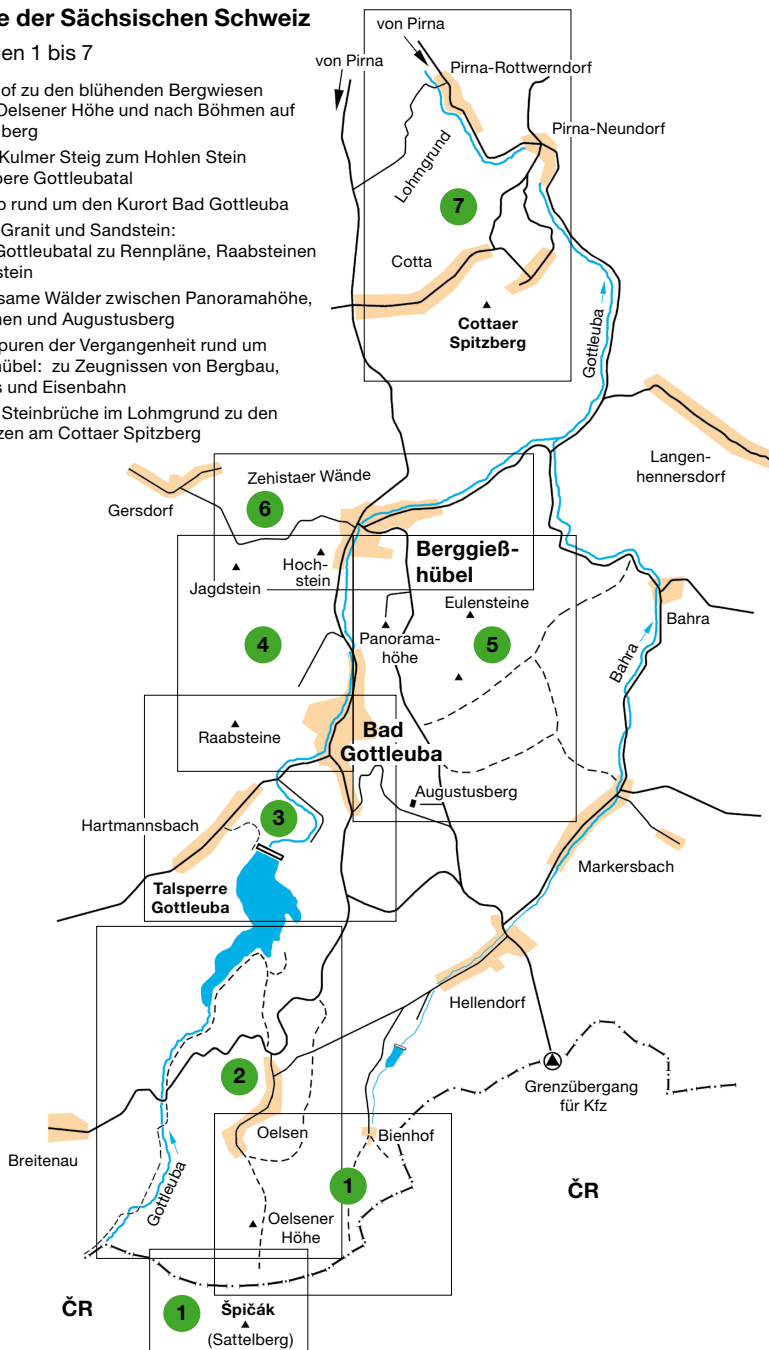 e der Sächsischen Schweiz
en 1 bis 7
of zu den blühenden Bergwiesen
Oelsener Höhe und nach Böhmen auf
berg
Kulmer Steig zum Hohlen Stein
bere Gottleubatal
rund um den Kurort Bad Gottleuba
Granit und Sandstein:
Gottleubatal zu Rennpläne, Raabsteinen
stein
same Wälder zwischen Panoramahöhe,
en und Augustusberg
puren der Vergangenheit rund um
hübel: zu Zeugnissen von Bergbau,
s und Eisenbahn
Steinbrüche im Lohmgrund zu den
zen am Cottaer Spitzberg
von Pirna
von Pirna
Pirna-Rottwerndorf
Pirna-Neundorf
Lohmgrund
7
Cotta
Cottaer
Spitzberg
Gottleuba
Langen-
hennersdorf
Zehistaer Wände
Gersdorf
6
Berggieß-
hübel
Hoch-
stein
Jagdstein
Eulensteine
Bahra
Panorama-
höhe
4
5
Bahra
Raabsteine
Bad
Gottleuba
Augustusberg
3
Hartmannsbach
Markersbach
Talsperre
Gottleuba
Hellendorf
2
Grenzübergang
für Kfz
Oelsen
Bienhof
Breitenau
Gottleuba
1
ČR
Oelsener
Höhe
ČR
1
Špičák
(Sattelberg)